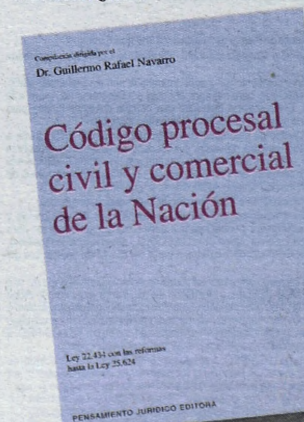 Compilación dirigida por el
Dr. Guillermo Rafael Navarro
Código procesal
civil y comercial
de la Nación
Ley 22.434 con las reformas
hasta la Ley 25.624
PENSAMIENTO JURIDICO EDITORA